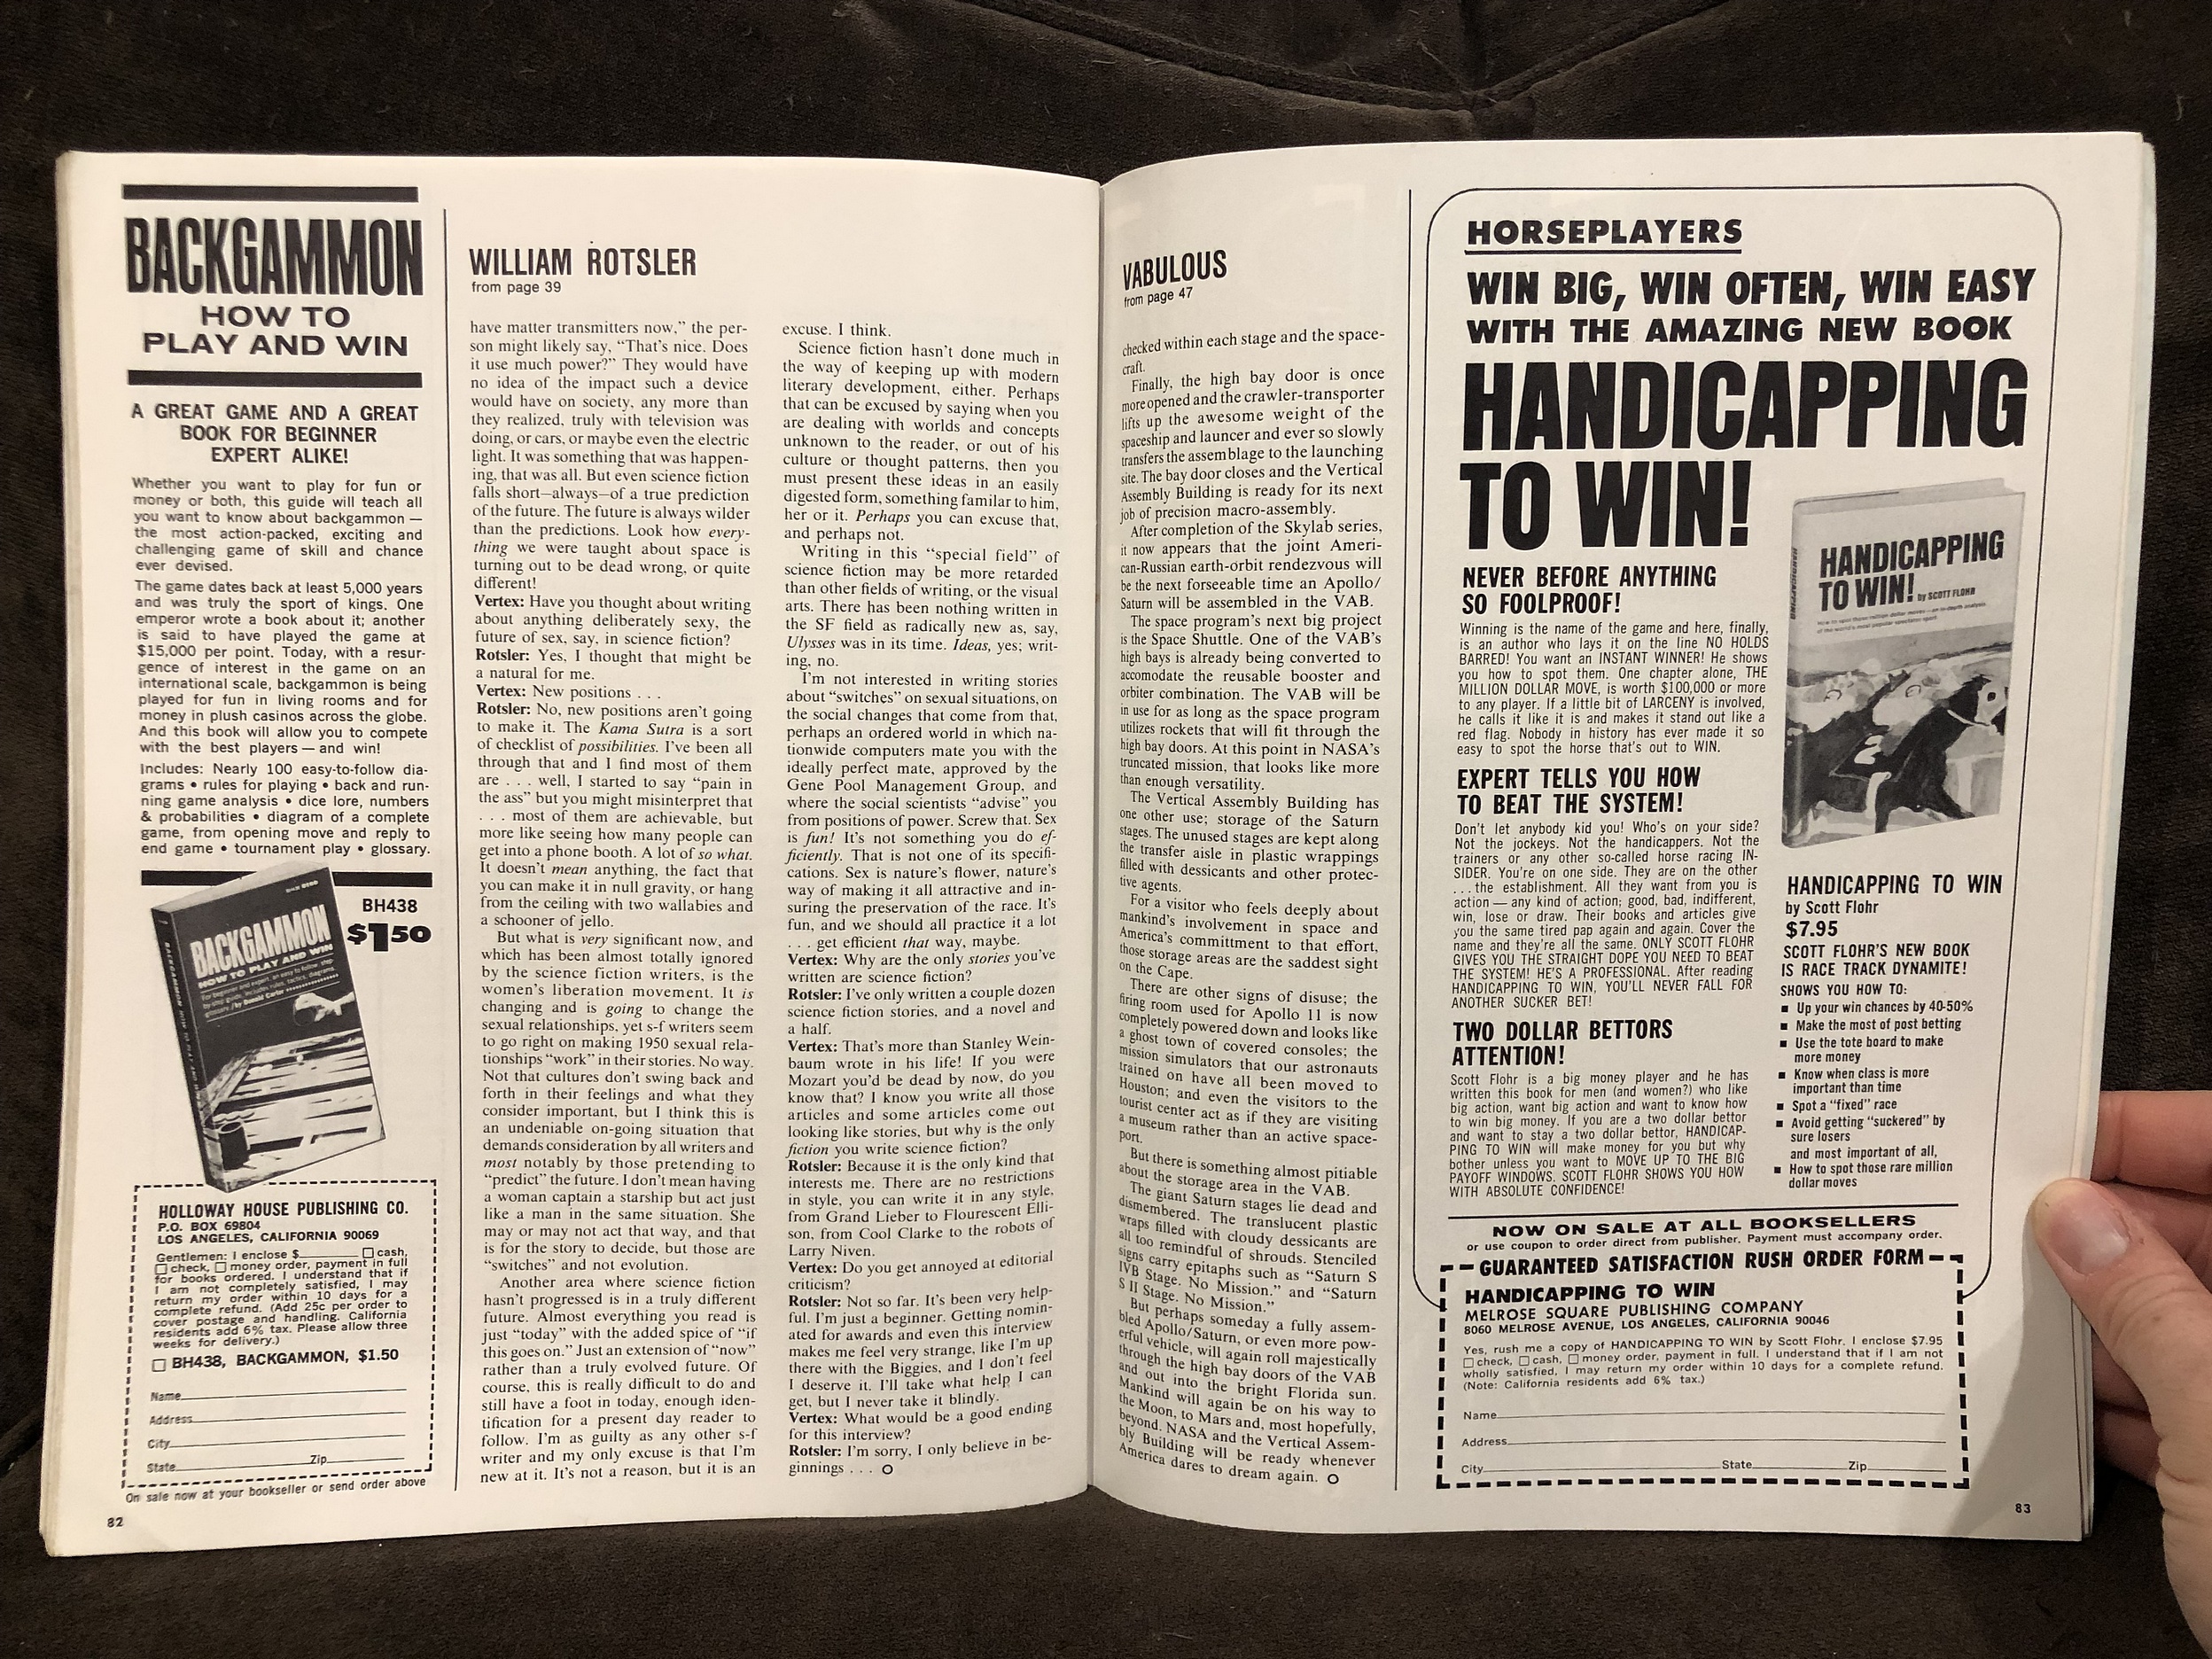 BACKGAMMON
HOW TO
PLAY AND WIN
A GREAT GAME AND A GREAT
BOOK FOR BEGINNER
EXPERT ALIKE!
Whether you want to play for fun or
money or both, this guide will teach all
you want to know about backgammon —
the most action-packed, exciting and
challenging game of skill and chance
ever devised.
The game dates back at least 5,000 years
and was truly the sport of kings. One
emperor wrote a book about it; another
is said to have played the game at
$15,000 per point. Today, with a resur-
gence of interest in the game on an
international scale, backgammon is being
played for fun in living rooms and for
money in plush casinos across the globe.
And this book will allow you to compete
with the best players — and win!
Includes: Nearly 100 easy-to-follow dia-
grams • rules for playing • back and run-
ning game analysis • dice lore, numbers
& probabilities • diagram of a complete
game, from opening move and reply to
end game • tournament play • glossary.
BACKGAMMON
HOW TO PLAY AND WIN
by Donald Carter
BH438
$1.50
HOLLOWAY HOUSE PUBLISHING CO.
P.O. BOX 69804
LOS ANGELES, CALIFORNIA 90069
Gentlemen: I enclose $ □ cash,
□ check, □ money order, payment in full
for books ordered. I understand that if
I am not completely satisfied, I may
return my order within 10 days for a
complete refund. (Add 25c per order to
cover postage and handling. California
residents add 6% tax. Please allow three
weeks for delivery.)
□ BH438, BACKGAMMON, $1.50
Name
Address
City
State Zip
On sale now at your bookseller or send order above
82
WILLIAM ROTSLER
from page 39
have matter transmitters now," the per-
son might likely say, "That's nice. Does
it use much power?" They would have
no idea of the impact such a device
would have on society, any more than
they realized, truly with television was
doing, or cars, or maybe even the electric
light. It was something that was happen-
ing, that was all. But even science fiction
falls short—always—of a true prediction
of the future. The future is always wilder
than the predictions. Look how every-
thing we were taught about space is
turning out to be dead wrong, or quite
different!
Vertex: Have you thought about writing
about anything deliberately sexy, the
future of sex, say, in science fiction?
Rotsler: Yes, I thought that might be
a natural for me.
Vertex: New positions . . .
Rotsler: No, new positions aren't going
to make it. The Kama Sutra is a sort
of checklist of possibilities. I've been all
through that and I find most of them
are . . . well, I started to say "pain in
the ass" but you might misinterpret that
. . . most of them are achievable, but
more like seeing how many people can
get into a phone booth. A lot of so what.
It doesn't mean anything, the fact that
you can make it in null gravity, or hang
from the ceiling with two wallabies and
a schooner of jello.
But what is very significant now, and
which has been almost totally ignored
by the science fiction writers, is the
women's liberation movement. It is
changing and is going to change the
sexual relationships, yet s-f writers seem
to go right on making 1950 sexual rela-
tionships "work" in their stories. No way.
Not that cultures don't swing back and
forth in their feelings and what they
consider important, but I think this is
an undeniable on-going situation that
demands consideration by all writers and
most notably by those pretending to
"predict" the future. I don't mean having
a woman captain a starship but act just
like a man in the same situation. She
may or may not act that way, and that
is for the story to decide, but those are
"switches" and not evolution.
Another area where science fiction
hasn't progressed is in a truly different
future. Almost everything you read is
just "today" with the added spice of "if
this goes on." Just an extension of "now"
rather than a truly evolved future. Of
course, this is really difficult to do and
still have a foot in today, enough iden-
tification for a present day reader to
follow. I'm as guilty as any other s-f
writer and my only excuse is that I'm
new at it. It's not a reason, but it is an
excuse. I think.
Science fiction hasn't done much in
the way of keeping up with modern
literary development, either. Perhaps
that can be excused by saying when you
are dealing with worlds and concepts
unknown to the reader, or out of his
culture or thought patterns, then you
must present these ideas in an easily
digested form, something familar to him,
her or it. Perhaps you can excuse that,
and perhaps not.
Writing in this "special field" of
science fiction may be more retarded
than other fields of writing, or the visual
arts. There has been nothing written in
the SF field as radically new as, say,
Ulysses was in its time. Ideas, yes; writ-
ing, no.
I'm not interested in writing stories
about "switches" on sexual situations, on
the social changes that come from that,
perhaps an ordered world in which na-
tionwide computers mate you with the
ideally perfect mate, approved by the
Gene Pool Management Group, and
where the social scientists "advise" you
from positions of power. Screw that. Sex
is fun! It's not something you do ef-
ficiently. That is not one of its specifi-
cations. Sex is nature's flower, nature's
way of making it all attractive and in-
suring the preservation of the race. It's
fun, and we should all practice it a lot
. . . get efficient that way, maybe.
Vertex: Why are the only stories you've
written are science fiction?
Rotsler: I've only written a couple dozen
science fiction stories, and a novel and
a half.
Vertex: That's more than Stanley Wein-
baum wrote in his life! If you were
Mozart you'd be dead by now, do you
know that? I know you write all those
articles and some articles come out
looking like stories, but why is the only
fiction you write science fiction?
Rotsler: Because it is the only kind that
interests me. There are no restrictions
in style, you can write it in any style,
from Grand Lieber to Flourescent Elli-
son, from Cool Clarke to the robots of
Larry Niven.
Vertex: Do you get annoyed at editorial
criticism?
Rotsler: Not so far. It's been very help-
ful. I'm just a beginner. Getting nomin-
ated for awards and even this interview
makes me feel very strange, like I'm up
there with the Biggies, and I don't feel
I deserve it. I'll take what help I can
get, but I never take it blindly.
Vertex: What would be a good ending
for this interview?
Rotsler: I'm sorry, I only believe in be-
ginnings . . . O
VABULOUS
from page 47
checked within each stage and the space-
craft.
Finally, the high bay door is once
more opened and the crawler-transporter
lifts up the awesome weight of the
spaceship and launcer and ever so slowly
transfers the assemblage to the launching
site. The bay door closes and the Vertical
Assembly Building is ready for its next
job of precision macro-assembly.
After completion of the Skylab series,
it now appears that the joint Ameri-
can-Russian earth-orbit rendezvous will
be the next forseeable time an Apollo/
Saturn will be assembled in the VAB.
The space program's next big project
is the Space Shuttle. One of the VAB's
high bays is already being converted to
accomodate the reusable booster and
orbiter combination. The VAB will be
in use for as long as the space program
utilizes rockets that will fit through the
high bay doors. At this point in NASA's
truncated mission, that looks like more
than enough versatility.
The Vertical Assembly Building has
one other use; storage of the Saturn
stages. The unused stages are kept along
the transfer aisle in plastic wrappings
filled with dessicants and other protec-
tive agents.
For a visitor who feels deeply about
mankind's involvement in space and
America's committment to that effort,
those storage areas are the saddest sight
on the Cape.
There are other signs of disuse; the
firing room used for Apollo 11 is now
completely powered down and looks like
a ghost town of covered consoles; the
mission simulators that our astronauts
trained on have all been moved to
Houston; and even the visitors to the
tourist center act as if they are visiting
a museum rather than an active space-
port.
But there is something almost pitiable
about the storage area in the VAB.
The giant Saturn stages lie dead and
dismembered. The translucent plastic
wraps filled with cloudy dessicants are
all too remindful of shrouds. Stenciled
signs carry epitaphs such as "Saturn S
IVB Stage. No Mission." and "Saturn
S II Stage. No Mission."
But perhaps someday a fully assem-
bled Apollo/Saturn, or even more pow-
erful vehicle, will again roll majestically
through the high bay doors of the VAB
and out into the bright Florida sun.
Mankind will again be on his way to
the Moon, to Mars and, most hopefully,
beyond. NASA and the Vertical Assem-
bly Building will be ready whenever
America dares to dream again. O
HORSEPLAYERS
WIN BIG, WIN OFTEN, WIN EASY
WITH THE AMAZING NEW BOOK
HANDICAPPING
TO WIN!
NEVER BEFORE ANYTHING
SO FOOLPROOF!
Winning is the name of the game and here, finally,
is an author who lays it on the line NO HOLDS
BARRED! You want an INSTANT WINNER! He shows
you how to spot them. One chapter alone, THE
MILLION DOLLAR MOVE, is worth $100,000 or more
to any player. If a little bit of LARCENY is involved,
he calls it like it is and makes it stand out like a
red flag. Nobody in history has ever made it so
easy to spot the horse that's out to WIN.
EXPERT TELLS YOU HOW
TO BEAT THE SYSTEM!
Don't let anybody kid you! Who's on your side?
Not the jockeys. Not the handicappers. Not the
trainers or any other so-called horse racing IN-
SIDER. You're on one side. They are on the other
. . . the establishment. All they want from you is
action — any kind of action; good, bad, indifferent,
win, lose or draw. Their books and articles give
you the same tired pap again and again. Cover the
name and they're all the same. ONLY SCOTT FLOHR
GIVES YOU THE STRAIGHT DOPE YOU NEED TO BEAT
THE SYSTEM! HE'S A PROFESSIONAL. After reading
HANDICAPPING TO WIN, YOU'LL NEVER FALL FOR
ANOTHER SUCKER BET!
TWO DOLLAR BETTORS
ATTENTION!
Scott Flohr is a big money player and he has
written this book for men (and women?) who like
big action, want big action and want to know how
to win big money. If you are a two dollar bettor
and want to stay a two dollar bettor, HANDICAP-
PING TO WIN will make money for you but why
bother unless you want to MOVE UP TO THE BIG
PAYOFF WINDOWS. SCOTT FLOHR SHOWS YOU HOW
WITH ABSOLUTE CONFIDENCE!
HANDICAPPING
HANDICAPPING
TO WIN! by SCOTT FLOHR
How to spot those million dollar moves — an in-depth analysis
of the world's most popular spectator sport
2
HANDICAPPING TO WIN
by Scott Flohr
$7.95
SCOTT FLOHR'S NEW BOOK
IS RACE TRACK DYNAMITE!
SHOWS YOU HOW TO:
■ Up your win chances by 40-50%
■ Make the most of post betting
■ Use the tote board to make
more money
■ Know when class is more
important than time
■ Spot a "fixed" race
■ Avoid getting "suckered" by
sure losers
and most important of all,
■ How to spot those rare million
dollar moves
NOW ON SALE AT ALL BOOKSELLERS
or use coupon to order direct from publisher. Payment must accompany order.
GUARANTEED SATISFACTION RUSH ORDER FORM
HANDICAPPING TO WIN
MELROSE SQUARE PUBLISHING COMPANY
8060 MELROSE AVENUE, LOS ANGELES, CALIFORNIA 90046
Yes, rush me a copy of HANDICAPPING TO WIN by Scott Flohr. I enclose $7.95
□ check, □ cash, □ money order, payment in full. I understand that if I am not
wholly satisfied, I may return my order within 10 days for a complete refund.
(Note: California residents add 6% tax.)
Name
Address
City State Zip
83